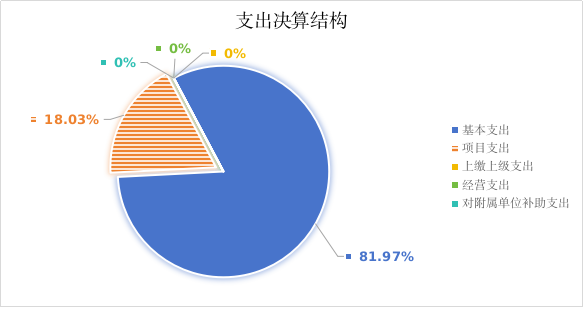 支出决算结构
0%
0%
0%
18.03%
81.97%
基本支出
项目支出
上缴上级支出
经营支出
对附属单位补助支出